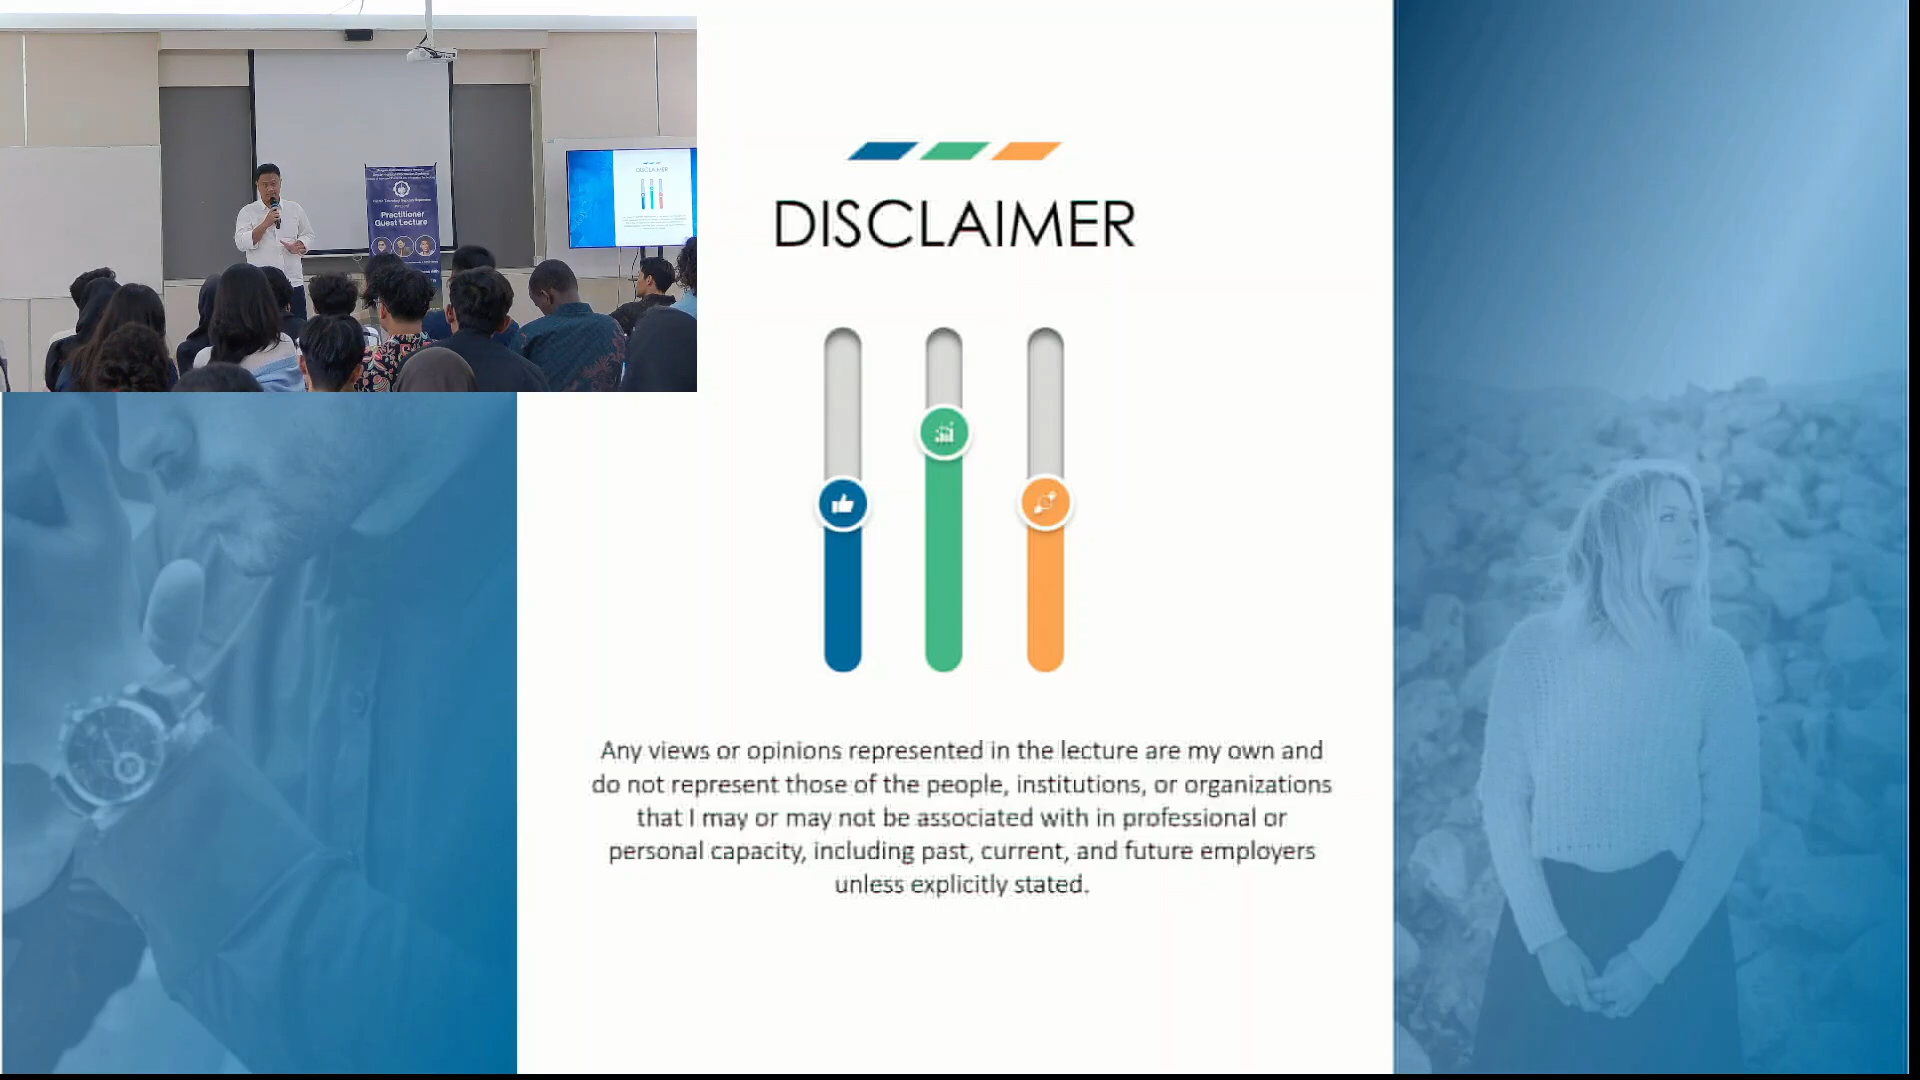 Practitioner
Guest Lecture
DISCLAIMER
DISCLAIMER
Any views or opinions represented in the lecture are my own and
do not represent those of the people, institutions, or organizations
that I may or may not be associated with in professional or
personal capacity, including past, current, and future employers
unless explicitly stated.